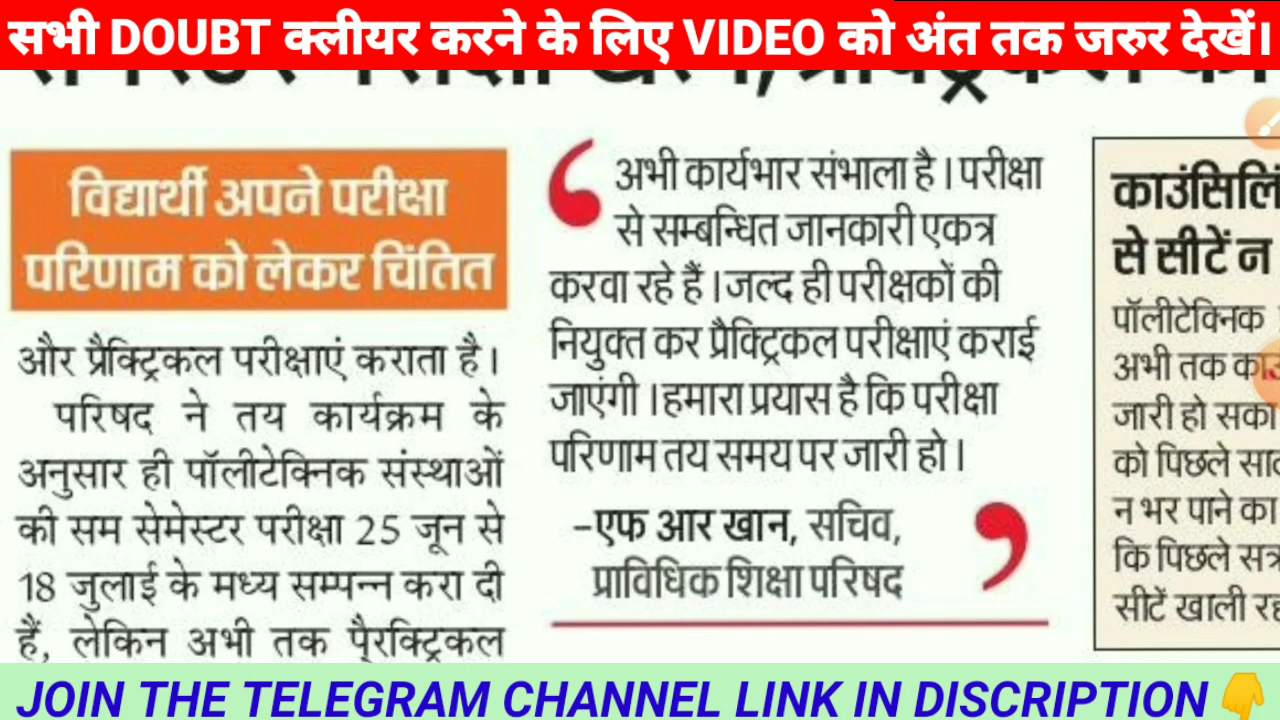 सभी DOUBT क्लीयर करने के लिए VIDEO को अंत तक जरुर देखें।
विद्यार्थी अपने परीक्षा
परिणाम को लेकर चिंतित
और प्रैक्ट्रिकल परीक्षाएं कराता है।
परिषद ने तय कार्यक्रम के
अनुसार ही पॉलीटेक्निक संस्थाओं
की सम सेमेस्टर परीक्षा 25 जून से
18 जुलाई के मध्य सम्पन्न करा दी
हैं, लेकिन अभी तक पै्रक्ट्रिकल
‘अभी कार्यभार संभाला है। परीक्षा
से सम्बन्धित जानकारी एकत्र
करवा रहे हैं। जल्द ही परीक्षकों की
नियुक्त कर प्रैक्ट्रिकल परीक्षाएं कराई
जाएंगी। हमारा प्रयास है कि परीक्षा
परिणाम तय समय पर जारी हो।
-एफ आर खान, सचिव,
प्राविधिक शिक्षा परिषद ’
काउंसिलिं
से सीटें न
पॉलीटेक्निक
अभी तक
जारी हो सका
को पिछले
न भर पाने का
कि पिछले सत्र
सीटें खाली
JOIN THE TELEGRAM CHANNEL LINK IN DISCRIPTION 👇